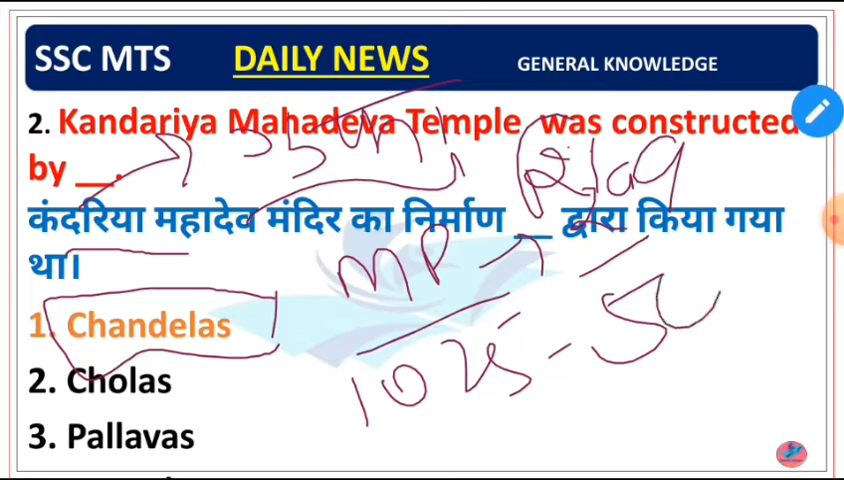 SSC MTS DAILY NEWS GENERAL KNOWLEDGE
2. Kandariya Mahadeva Temple was constructed
by __.
कंदरिया महादेव मंदिर का निर्माण __ द्वारा किया गया
था।
MP
1. Chandelas
1025-50
2. Cholas
3. Pallavas